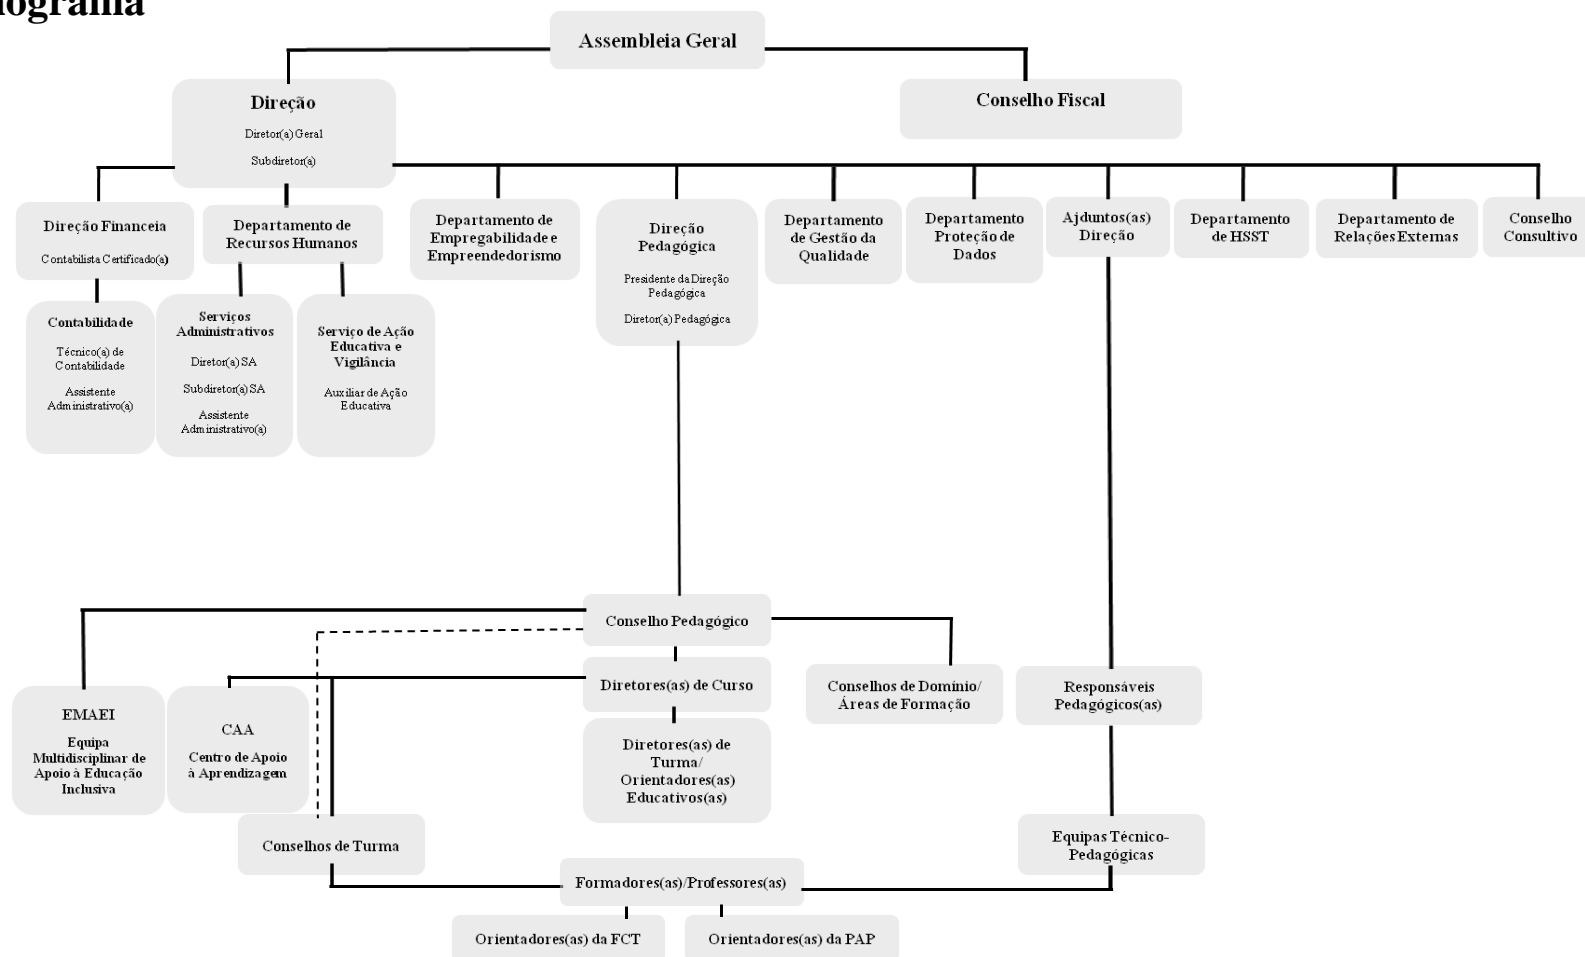 nograma
Assembleia Geral
Direção
Diretor(a) Geral
Subdiretor(a)
Conselho Fiscal
Direção Financeia
Contabilista Certificado(a)
Departamento de
Recursos Humanos
Departamento de
Empregabilidade e
Empreendedorismo
Direção
Pedagógica
Presidente da Direção
Pedagógica
Diretor(a) Pedagógica
Departamento
de Gestão da
Qualidade
Departamento
Proteção de
Dados
Ajduntos(as)
Direção
Departamento
de HSST
Departamento de
Relações Externas
Conselho
Consultivo
Contabilidade
Técnico(a) de
Contabilidade
Assistente
Administrativo(a)
Serviços
Administrativos
Diretor(a) SA
Subdiretor(a) SA
Assistente
Administrativo(a)
Serviço de Ação
Educativa e
Vigilância
Auxiliar de Ação
Educativa
Conselho Pedagógico
Diretores(as) de Curso
Conselhos de Domínio/
Áreas de Formação
Responsáveis
Pedagógicos(as)
EMAEI
Equipa
Multidisciplinar de
Apoio à Educação
Inclusiva
CAA
Centro de Apoio
à Aprendizagem
Diretores(as) de
Turma/
Orientadores(as)
Educativos(as)
Conselhos de Turma
Equipas Técnico-
Pedagógicas
Formadores(as)/Professores(as)
Orientadores(as) da FCT
Orientadores(as) da PAP